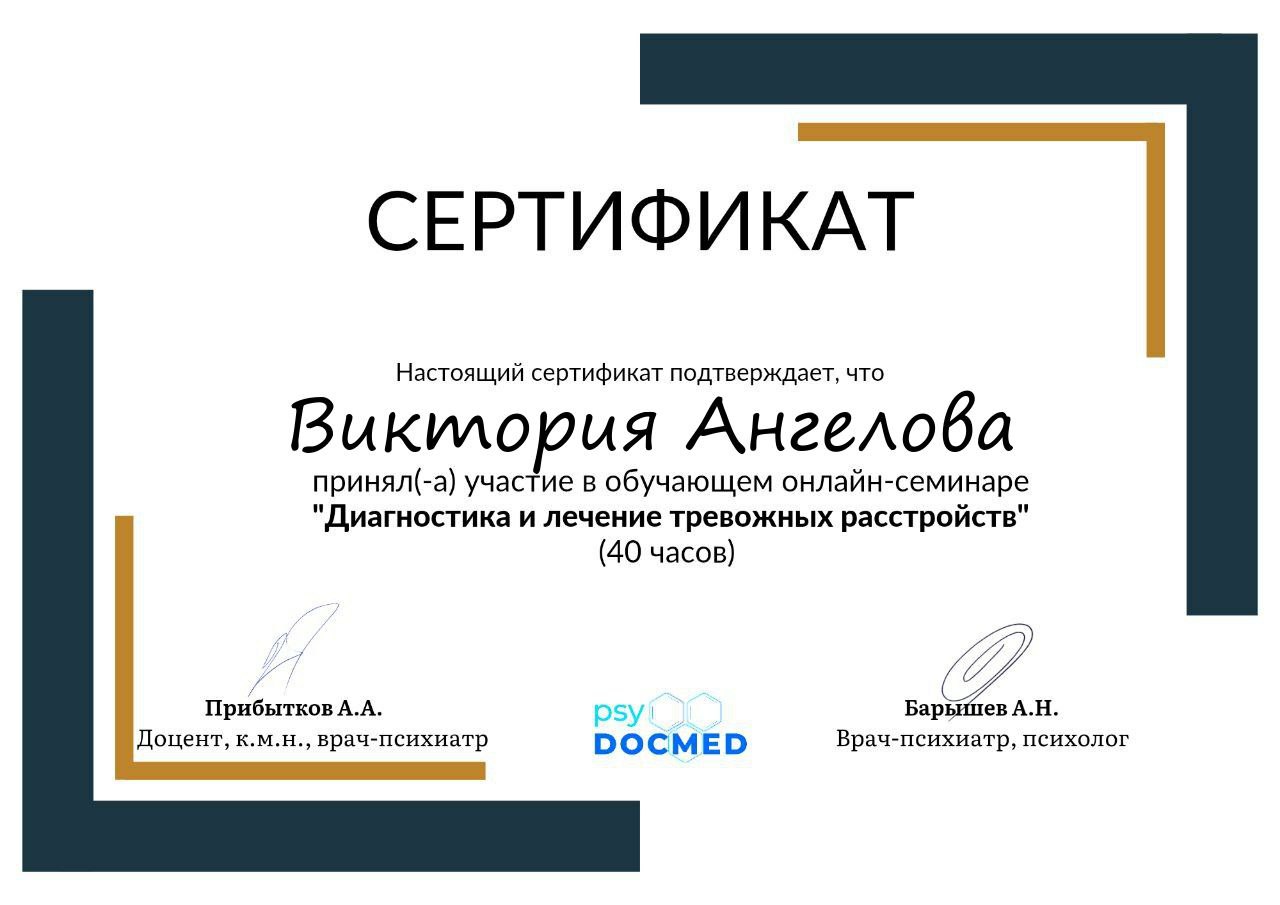 СЕРТИФИКАТ
Настоящий сертификат подтверждает, что
Виктория Ангелова
принял(-а) участие в обучающем онлайн-семинаре
"Диагностика и лечение тревожных расстройств"
(40 часов)
Прибытков А.А.
Доцент, к.м.н., врач-психиатр
psy
DOCMED
Барышев А.Н.
Врач-психиатр, психолог